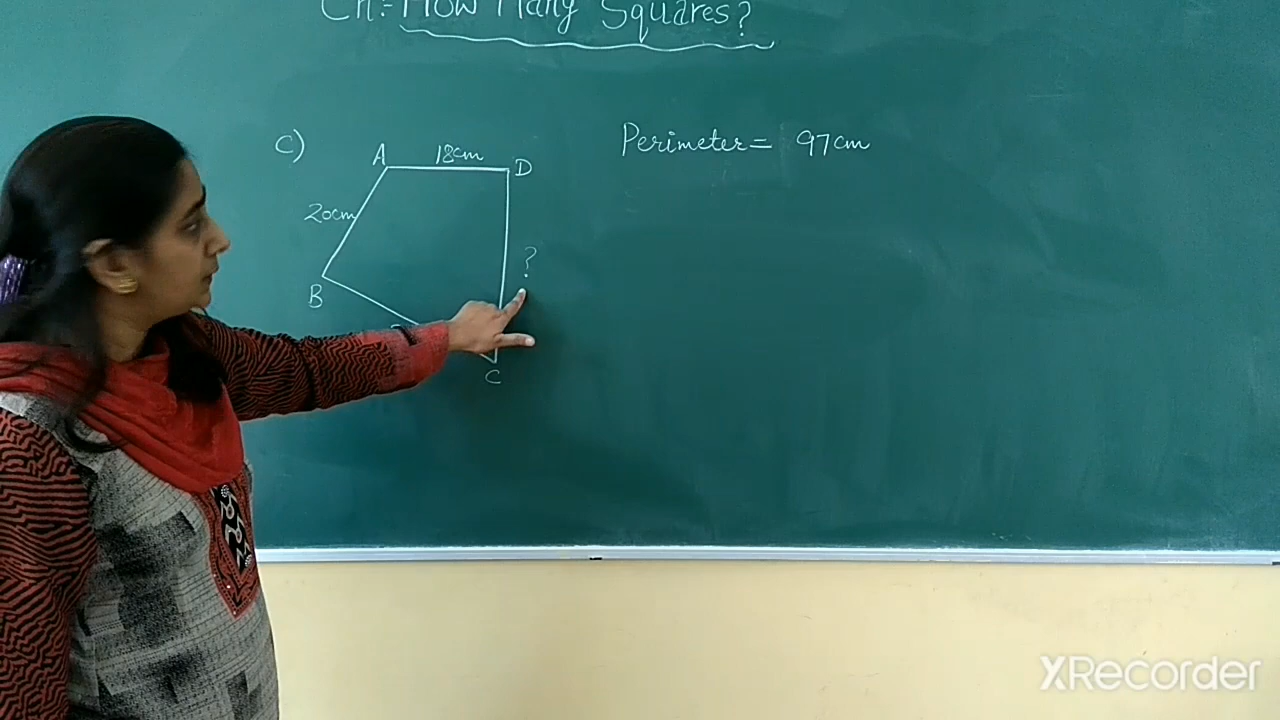 Ch:- How Many Squares?
c)
Perimeter = 97cm
A 18cm D
20cm
?
B
C
XRecorder